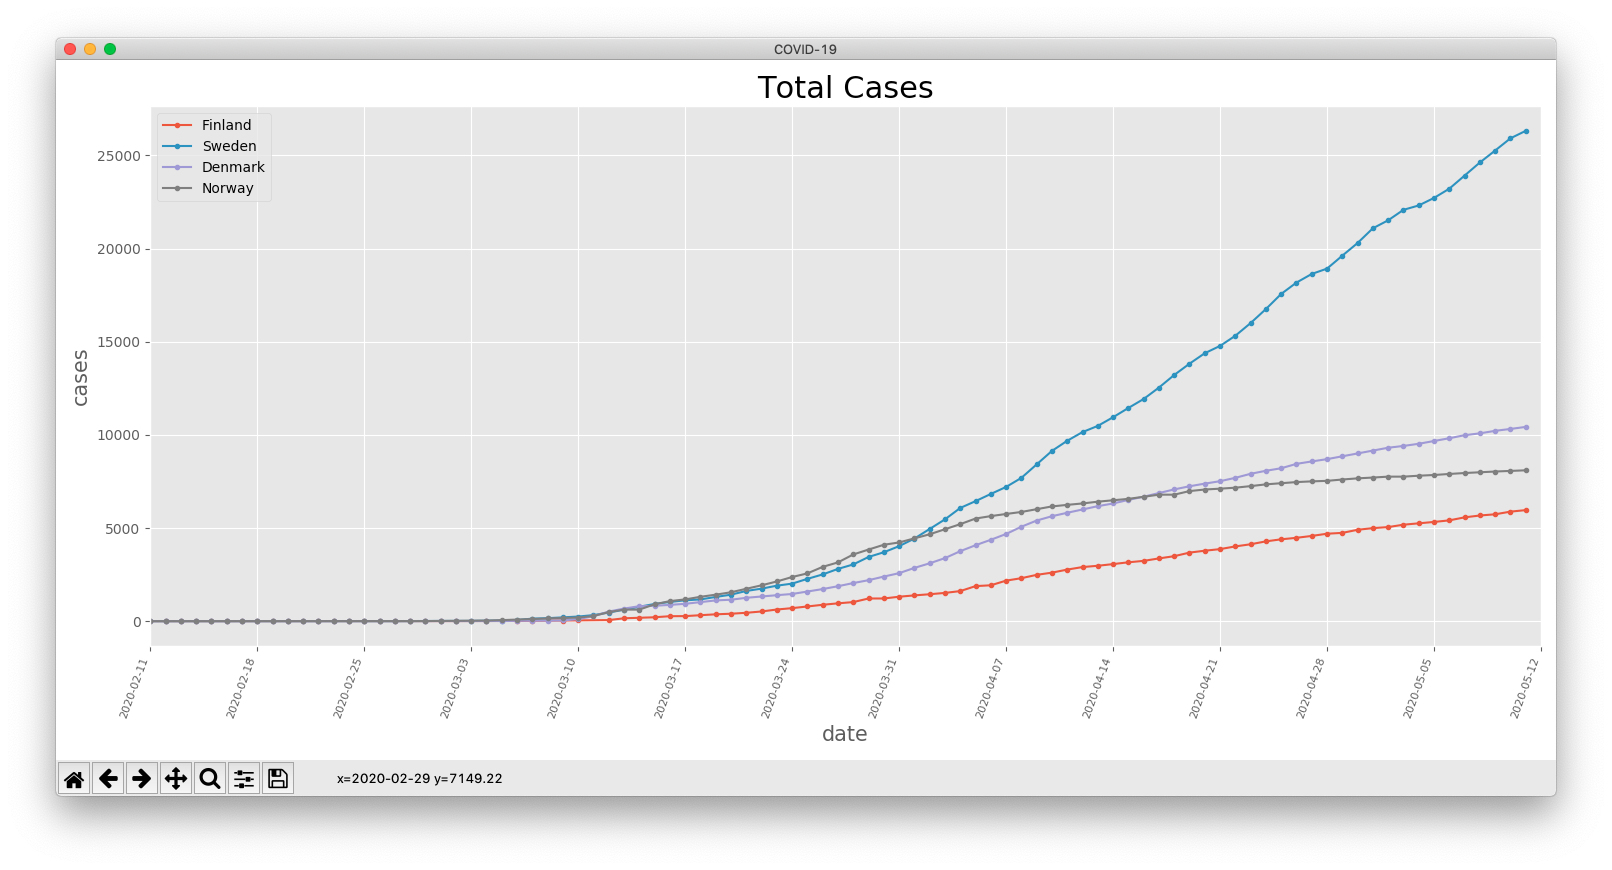 COVID-19
Total Cases
Finland
Sweden
Denmark
Norway
25000
20000
15000
10000
5000
0
cases
2020-02-11
2020-02-18
2020-02-25
2020-03-03
2020-03-10
2020-03-17
2020-03-24
2020-03-31
2020-04-07
2020-04-14
2020-04-21
2020-04-28
2020-05-05
2020-05-12
date
x=2020-02-29 y=7149.22